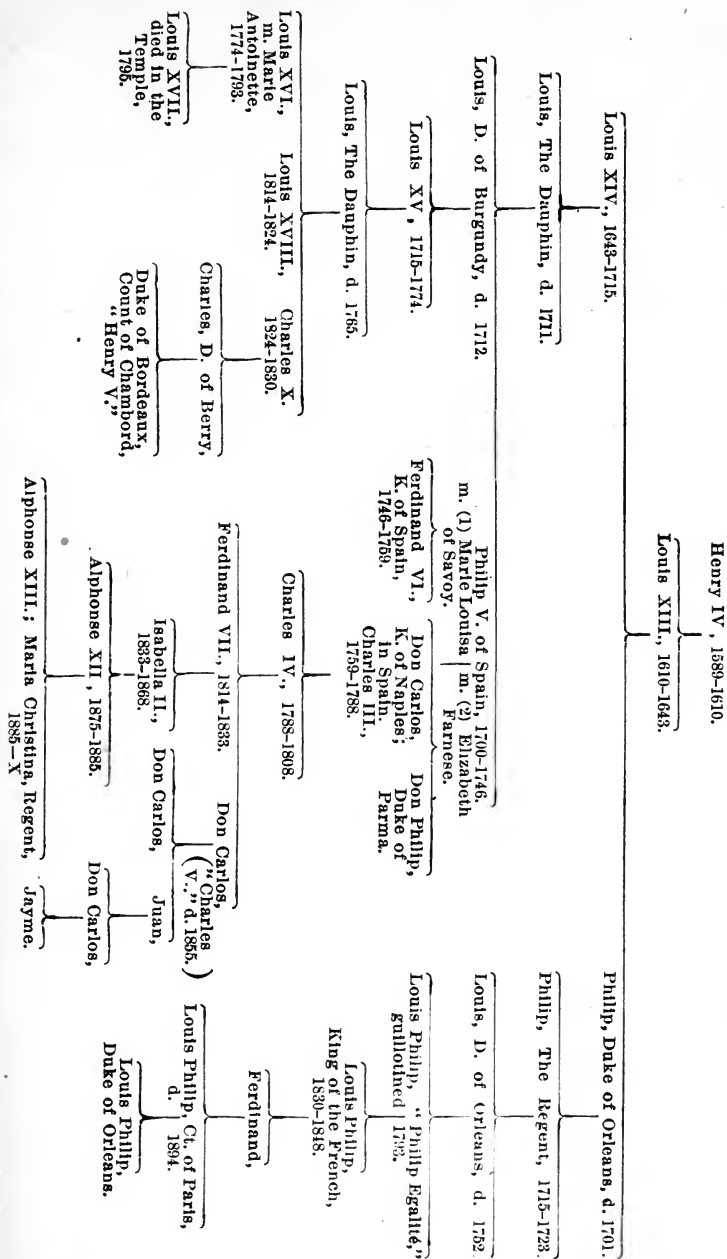 Henry IV, 1589–1610.
Louis XIII., 1610–1643.
Louis XIV., 1643–1715.
Philip, Duke of Orleans, d. 1701.
Louis, The Dauphin, d. 1711.
Philip, The Regent, 1715–1723.
Louis, D. of Burgundy, d. 1712.
Philip V. of Spain, 1700–1746.
m. (1) Marie Louisa | m. (2) Elizabeth
of Savoy.
Farnese.
Louis, D. of Orleans, d. 1752.
Louis XV, 1715–1774.
Ferdinand VI.,
K. of Spain,
1746–1759.
Don Carlos,
K. of Naples;
in Spain.
Charles III.,
1759–1788.
Don Philip,
Duke of
Parma.
Louis Philip, "Philip Egalité,"
guillotined 1793.
Louis, The Dauphin, d. 1765.
Charles IV., 1788–1808.
Louis Philip,
King of the French,
1830–1848.
Louis XVI.,
m. Marie
Antoinette,
1774–1793.
Louis XVIII.,
1814–1824.
Charles X.
1824–1830.
Ferdinand VII., 1814–1833.
Don Carlos,
("Charles
V.," d. 1855.)
Ferdinand,
Louis XVII.,
died in the
Temple,
1795.
Charles, D. of Berry,
Isabella II.,
1833–1868.
Don Carlos,
Juan,
Louis Philip, Ct. of Paris,
d. 1894.
Duke of Bordeaux,
Count of Chambord,
"Henry V."
Alphonse XII, 1875–1885.
Don Carlos,
Louis Philip,
Duke of Orleans.
Alphonse XIII.; Maria Christina, Regent,
1885—X
Jayme.